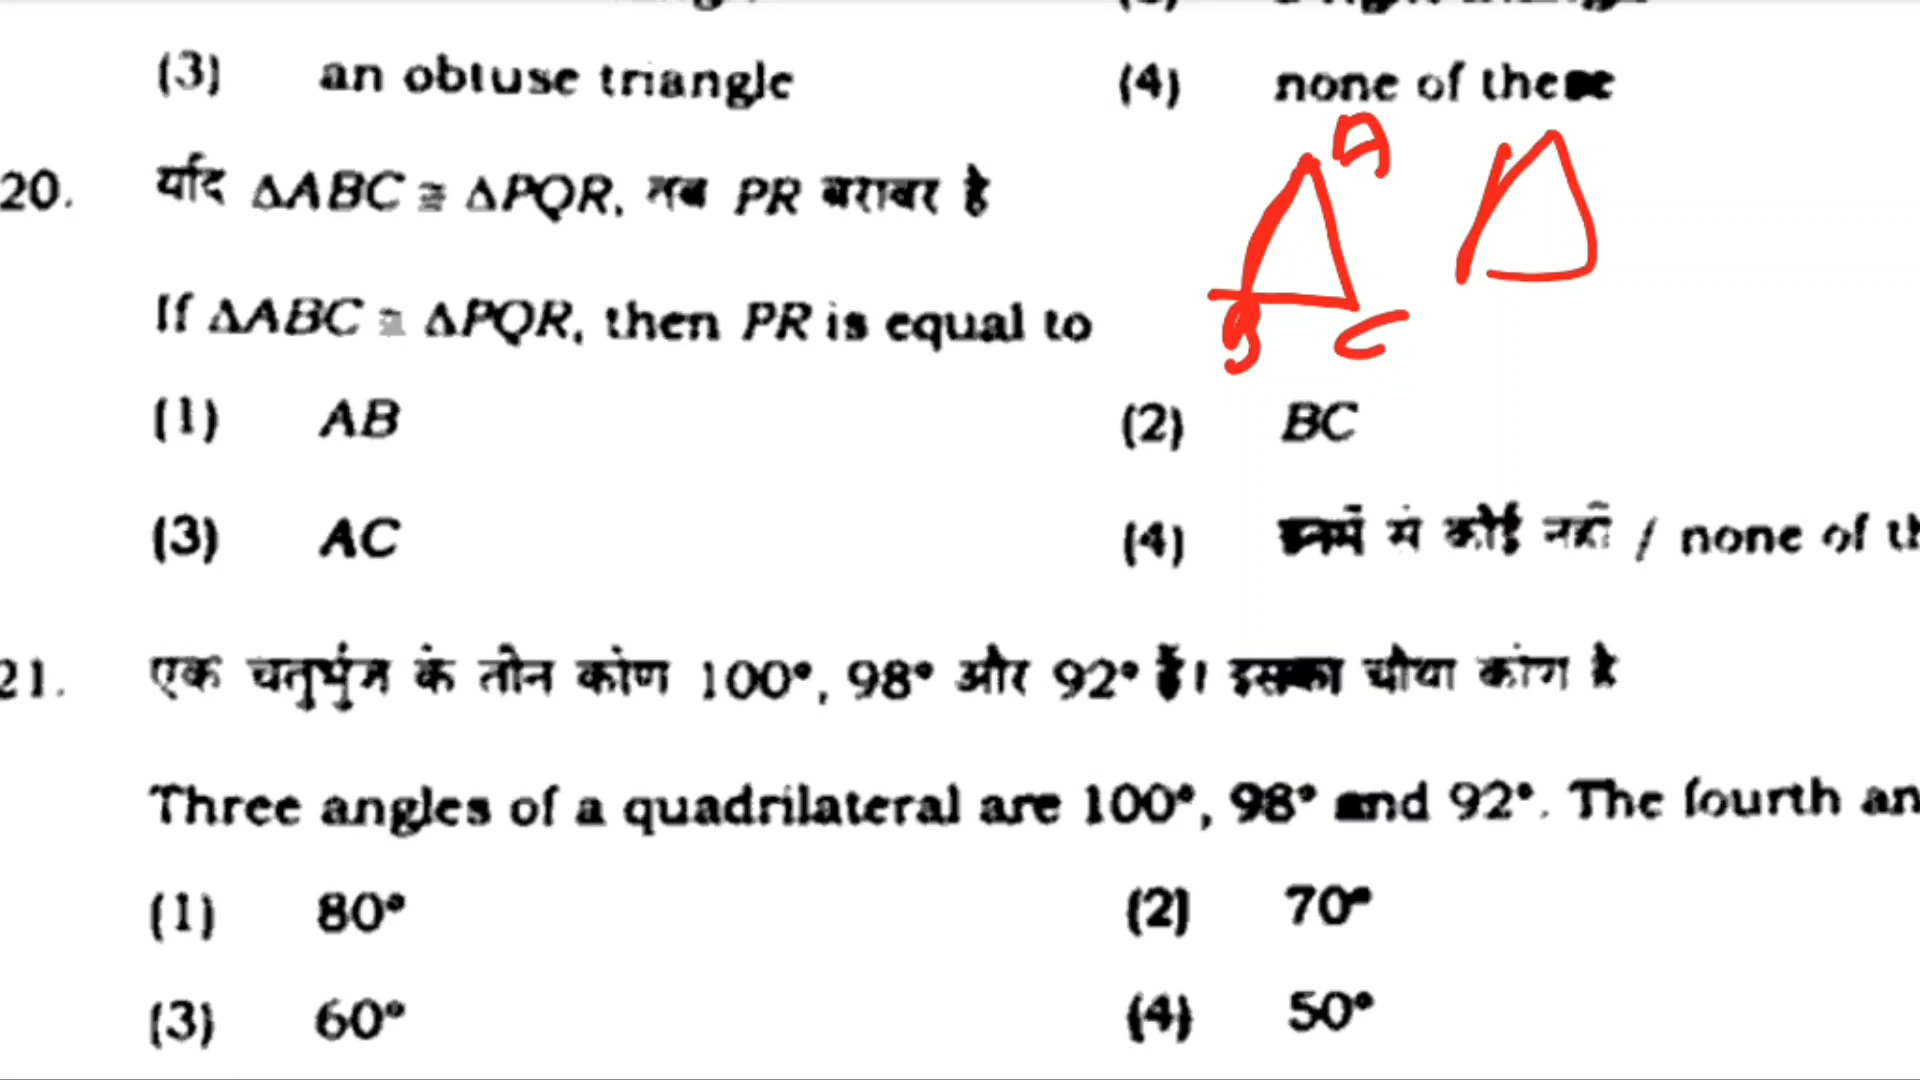 (3) an obtuse triangle (4) none of these
A
20. यदि ΔABC ≅ ΔPQR, तब PR बराबर है
If ΔABC ≅ ΔPQR, then PR is equal to
B C
(1) AB (2) BC
(3) AC (4) इनमें से कोई नहीं / none of th
21. एक चतुर्भुज के तीन कोण 100°, 98° और 92° हैं। इसका चौथा कोण है
Three angles of a quadrilateral are 100°, 98° and 92°. The fourth an
(1) 80° (2) 70°
(3) 60° (4) 50°